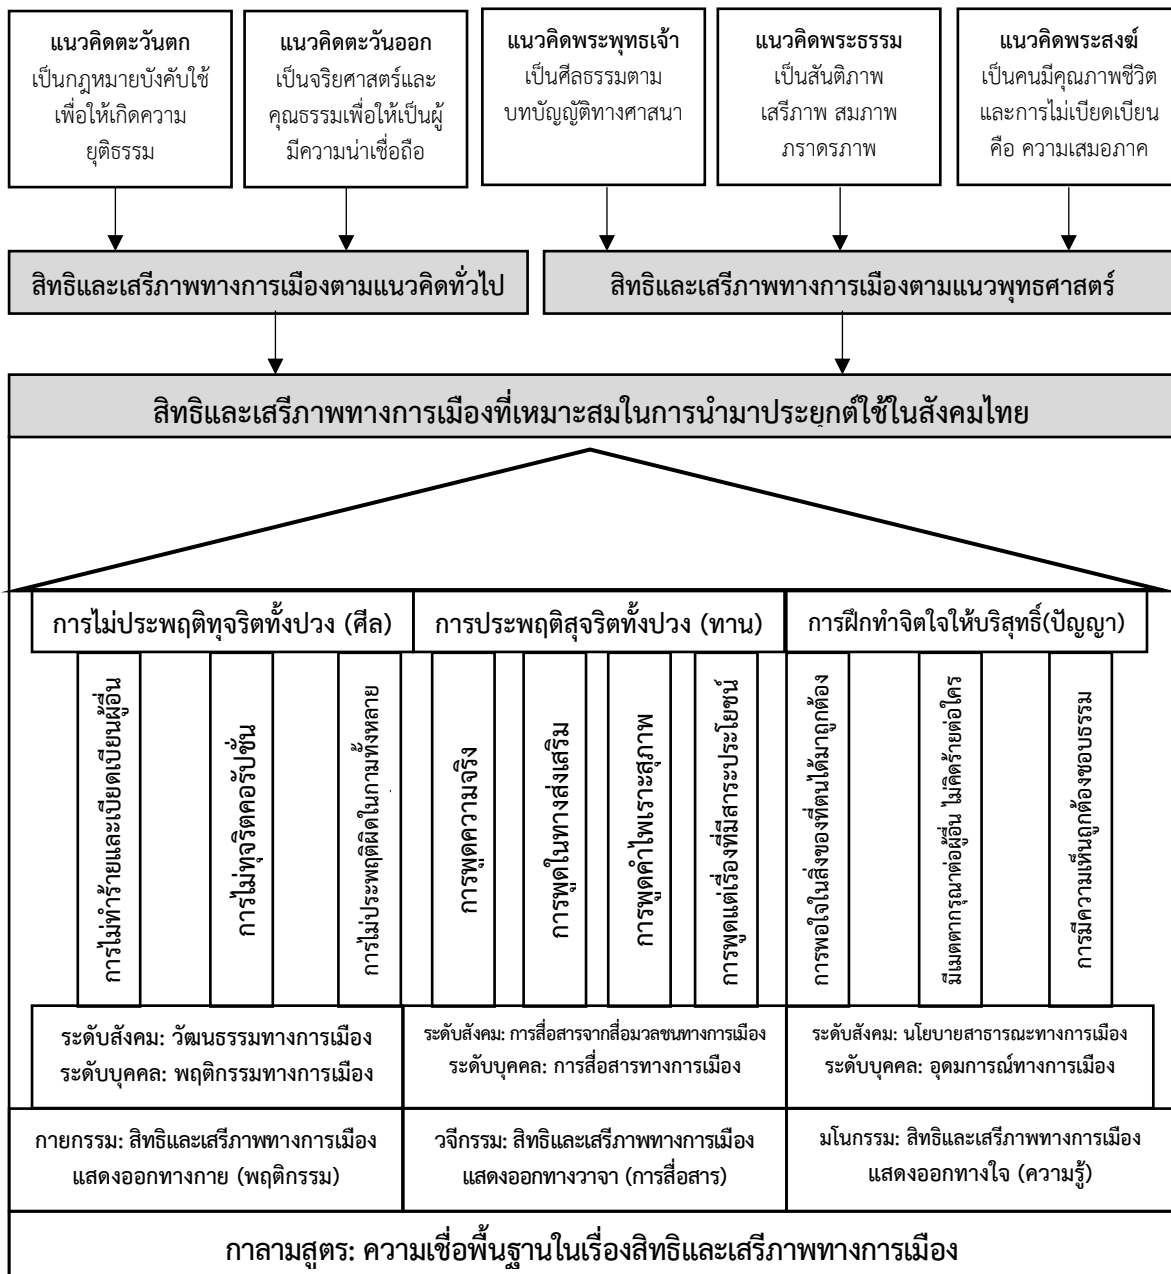 แนวคิดตะวันตก
เป็นกฎหมายบังคับใช้
เพื่อให้เกิดความ
ยุติธรรม
แนวคิดตะวันออก
เป็นจริยศาสตร์และ
คุณธรรมเพื่อให้เป็นผู้
มีความน่าเชื่อถือ
แนวคิดพระพุทธเจ้า
เป็นศีลธรรมตาม
บทบัญญัติทางศาสนา
แนวคิดพระธรรม
เป็นสันติภาพ
เสรีภาพ สมภาพ
ภราดรภาพ
แนวคิดพระสงฆ์
เป็นคนมีคุณภาพชีวิต
และการไม่เบียดเบียน
คือ ความเสมอภาค
สิทธิและเสรีภาพทางการเมืองตามแนวคิดทั่วไป
สิทธิและเสรีภาพทางการเมืองตามแนวพุทธศาสตร์
สิทธิและเสรีภาพทางการเมืองที่เหมาะสมในการนำมาประยุกต์ใช้ในสังคมไทย
การไม่ประพฤติทุจริตทั้งปวง (ศีล)
การประพฤติสุจริตทั้งปวง (ทาน)
การฝึกทำจิตใจให้บริสุทธิ์(ปัญญา)
การไม่ทำร้ายและเบียดเบียนผู้อื่น
การไม่ทุจริตคอรัปชั่น
การไม่ประพฤติผิดในกามทั้งหลาย
การพูดความจริง
การพูดในทางส่งเสริม
การพูดคำไพเราะสุภาพ
การพูดแต่เรื่องที่มีสาระประโยชน์
การพอใจในสิ่งของที่ตนได้มาถูกต้อง
มีเมตตากรุณาต่อผู้อื่น ไม่คิดร้ายต่อใคร
การมีความเห็นถูกต้องชอบธรรม
ระดับสังคม: วัฒนธรรมทางการเมือง
ระดับบุคคล: พฤติกรรมทางการเมือง
ระดับสังคม: การสื่อสารจากสื่อมวลชนทางการเมือง
ระดับบุคคล: การสื่อสารทางการเมือง
ระดับสังคม: นโยบายสาธารณะทางการเมือง
ระดับบุคคล: อุดมการณ์ทางการเมือง
กายกรรม: สิทธิและเสรีภาพทางการเมือง
แสดงออกทางกาย (พฤติกรรม)
วจีกรรม: สิทธิและเสรีภาพทางการเมือง
แสดงออกทางวาจา (การสื่อสาร)
มโนกรรม: สิทธิและเสรีภาพทางการเมือง
แสดงออกทางใจ (ความรู้)
กาลามสูตร: ความเชื่อพื้นฐานในเรื่องสิทธิและเสรีภาพทางการเมือง